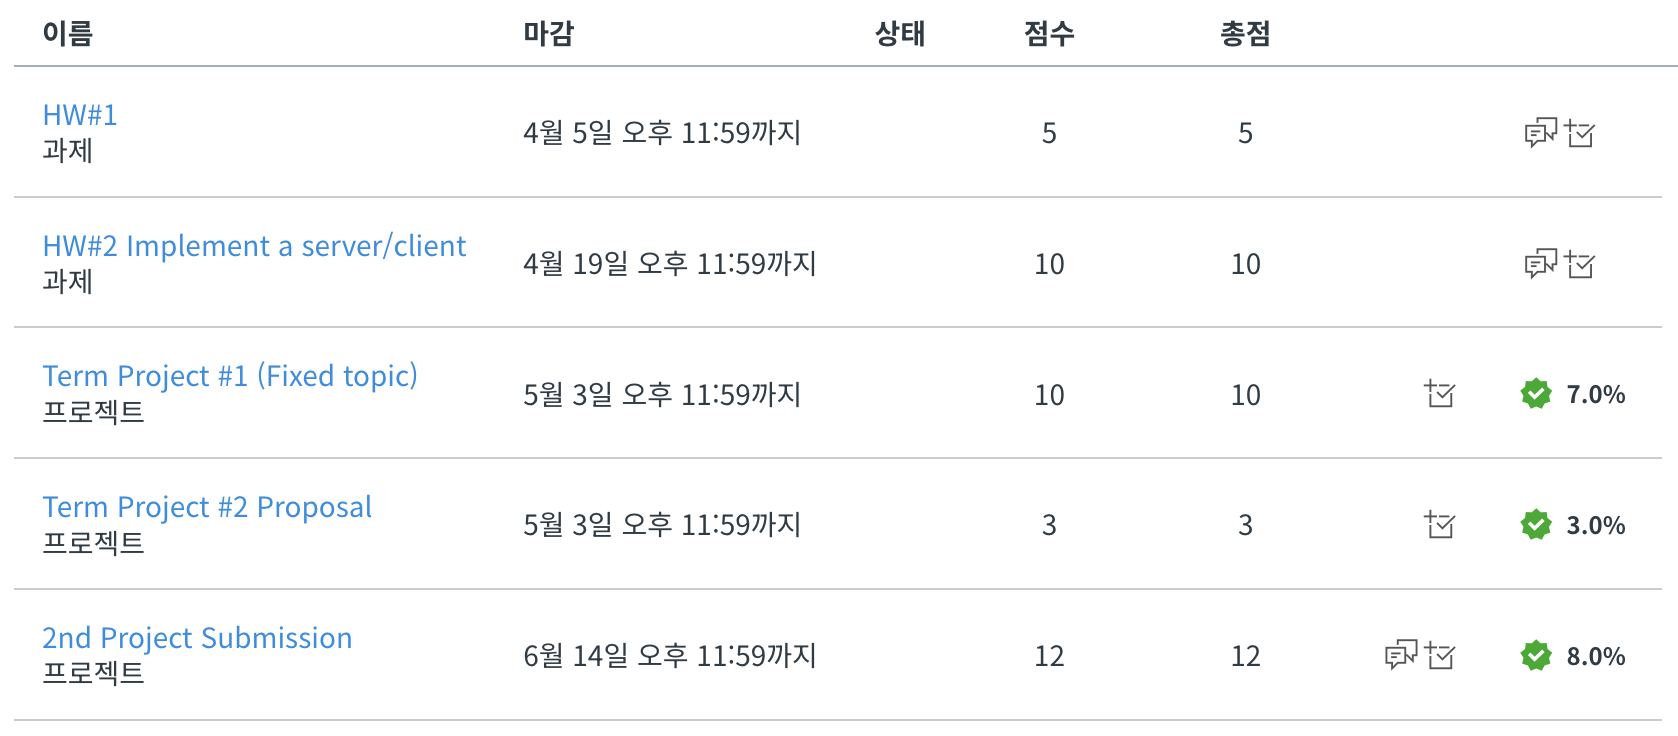 이름 마감 상태 점수 총점
HW#1
과제
4월 5일 오후 11:59까지 5 5
HW#2 Implement a server/client
과제
4월 19일 오후 11:59까지 10 10
Term Project #1 (Fixed topic)
프로젝트
5월 3일 오후 11:59까지 10 10 7.0%
Term Project #2 Proposal
프로젝트
5월 3일 오후 11:59까지 3 3 3.0%
2nd Project Submission
프로젝트
6월 14일 오후 11:59까지 12 12 8.0%